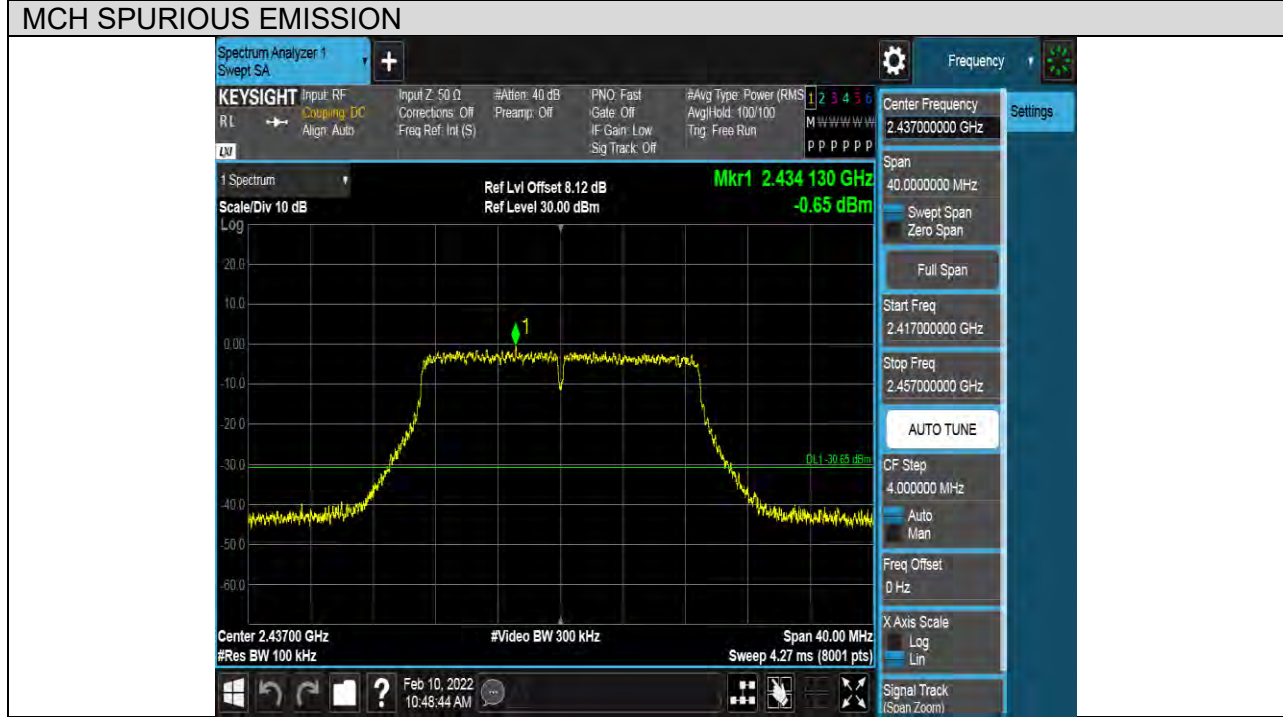 MCH SPURIOUS EMISSION
Spectrum Analyzer 1
Swept SA
+
Frequency
KEYSIGHT
RL
LXI
Input: RF
Coupling: DC
Align: Auto
Input Z: 50 Ω
Corrections: Off
Freq Ref: Int (S)
#Atten: 40 dB
Preamp: Off
PNO: Fast
Gate: Off
IF Gain: Low
Sig Track: Off
#Avg Type: Power (RMS
Avg|Hold: 100/100
Trig: Free Run
1 2 3 4 5 6
M W W W W W
P P P P P P
1 Spectrum
Scale/Div 10 dB
Ref Lvl Offset 8.12 dB
Ref Level 30.00 dBm
Mkr1 2.434 130 GHz
-0.65 dBm
Log
20.0
10.0
0.00
-10.0
-20.0
-30.0
-40.0
-50.0
-60.0
1
DL1 -30.65 dBm
Center 2.43700 GHz
#Res BW 100 kHz
#Video BW 300 kHz
Span 40.00 MHz
Sweep 4.27 ms (8001 pts)
?
Feb 10, 2022
10:48:44 AM
Center Frequency
2.437000000 GHz
Settings
Span
40.0000000 MHz
Swept Span
Zero Span
Full Span
Start Freq
2.417000000 GHz
Stop Freq
2.457000000 GHz
AUTO TUNE
CF Step
4.000000 MHz
Auto
Man
Freq Offset
0 Hz
X Axis Scale
Log
Lin
Signal Track
(Span Zoom)